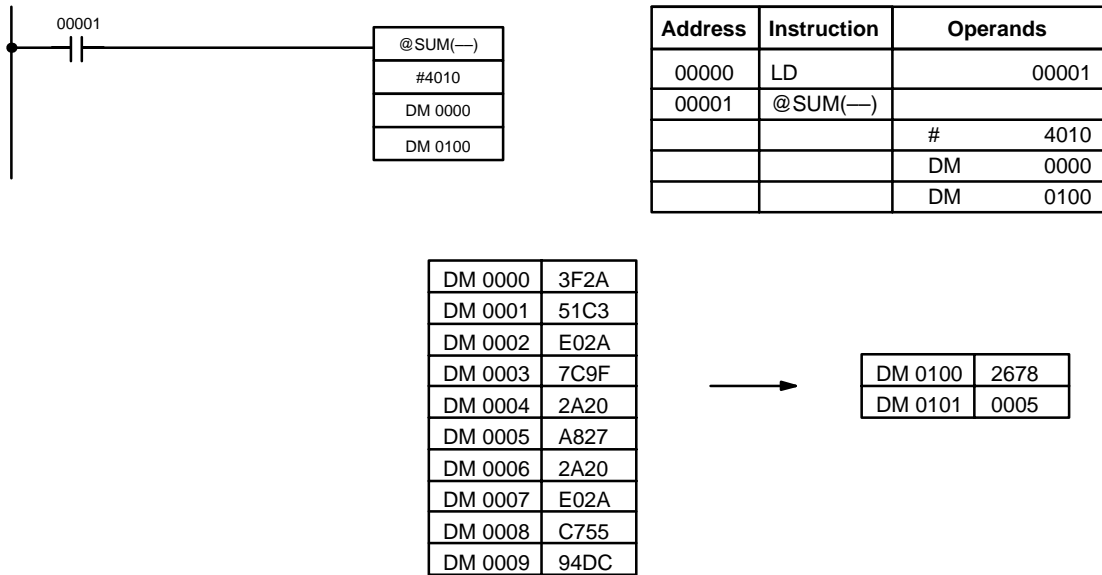 00001
@SUM(––)
#4010
DM 0000
DM 0100
Address Instruction Operands
00000 LD 00001
00001 @SUM(––)
# 4010
DM 0000
DM 0100
DM 0000 3F2A
DM 0001 51C3
DM 0002 E02A
DM 0003 7C9F
DM 0004 2A20
DM 0005 A827
DM 0006 2A20
DM 0007 E02A
DM 0008 C755
DM 0009 94DC
DM 0100 2678
DM 0101 0005